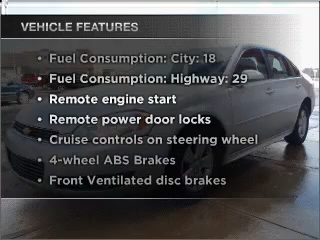 VEHICLE FEATURES
• Fuel Consumption: City: 18
• Fuel Consumption: Highway: 29
• Remote engine start
• Remote power door locks
• Cruise controls on steering wheel
• 4-wheel ABS Brakes
• Front Ventilated disc brakes